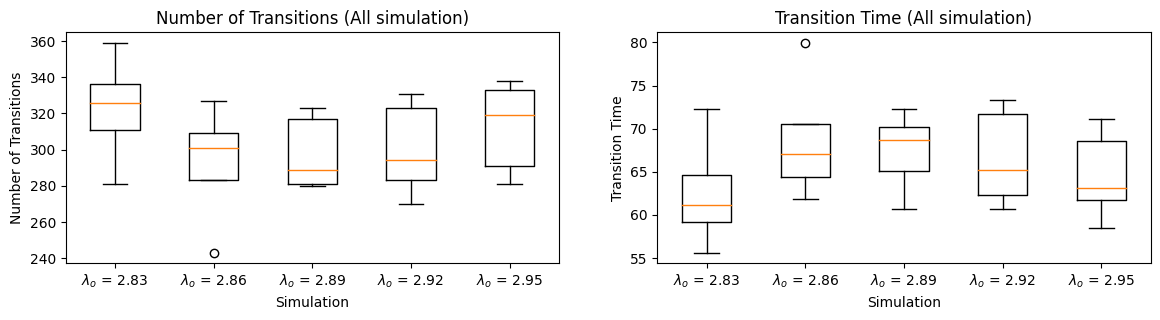 Number of Transitions (All simulation)
Number of Transitions
360
340
320
300
280
260
240
λₒ = 2.83
λₒ = 2.86
λₒ = 2.89
λₒ = 2.92
λₒ = 2.95
Simulation
Transition Time (All simulation)
Transition Time
80
75
70
65
60
55
λₒ = 2.83
λₒ = 2.86
λₒ = 2.89
λₒ = 2.92
λₒ = 2.95
Simulation